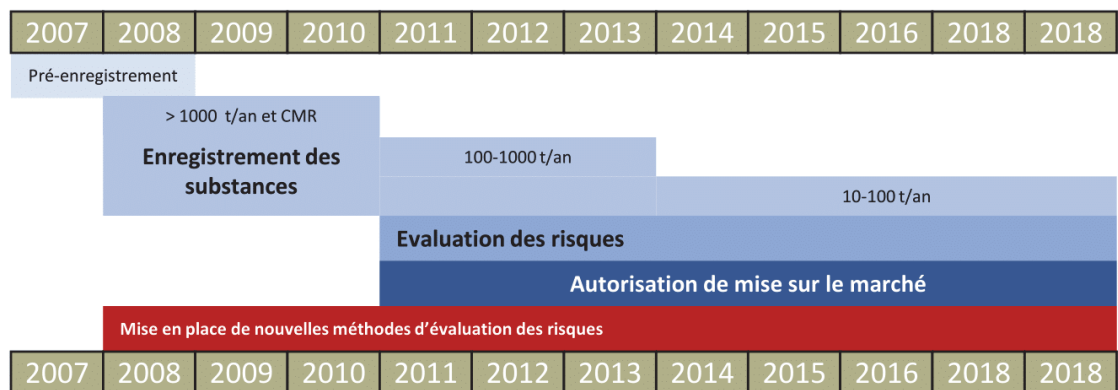 2007 2008 2009 2010 2011 2012 2013 2014 2015 2016 2018 2018
Pré-enregistrement
> 1000 t/an et CMR
Enregistrement des
substances
100-1000 t/an
10-100 t/an
Evaluation des risques
Autorisation de mise sur le marché
Mise en place de nouvelles méthodes d'évaluation des risques
2007 2008 2009 2010 2011 2012 2013 2014 2015 2016 2018 2018